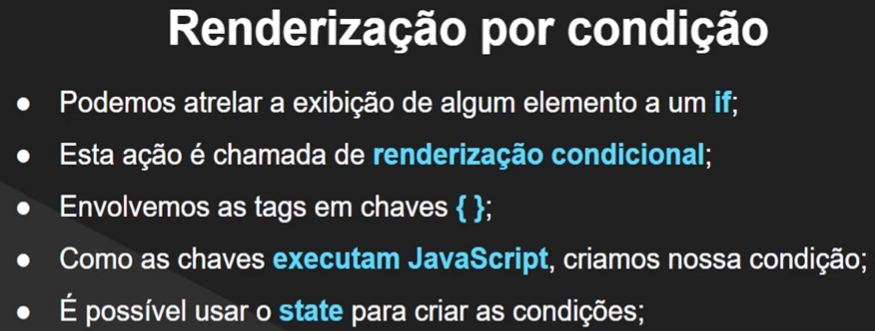 Renderização por condição
● Podemos atrelar a exibição de algum elemento a um if;
● Esta ação é chamada de renderização condicional;
● Envolvemos as tags em chaves { };
● Como as chaves executam JavaScript, criamos nossa condição;
● É possível usar o state para criar as condições;